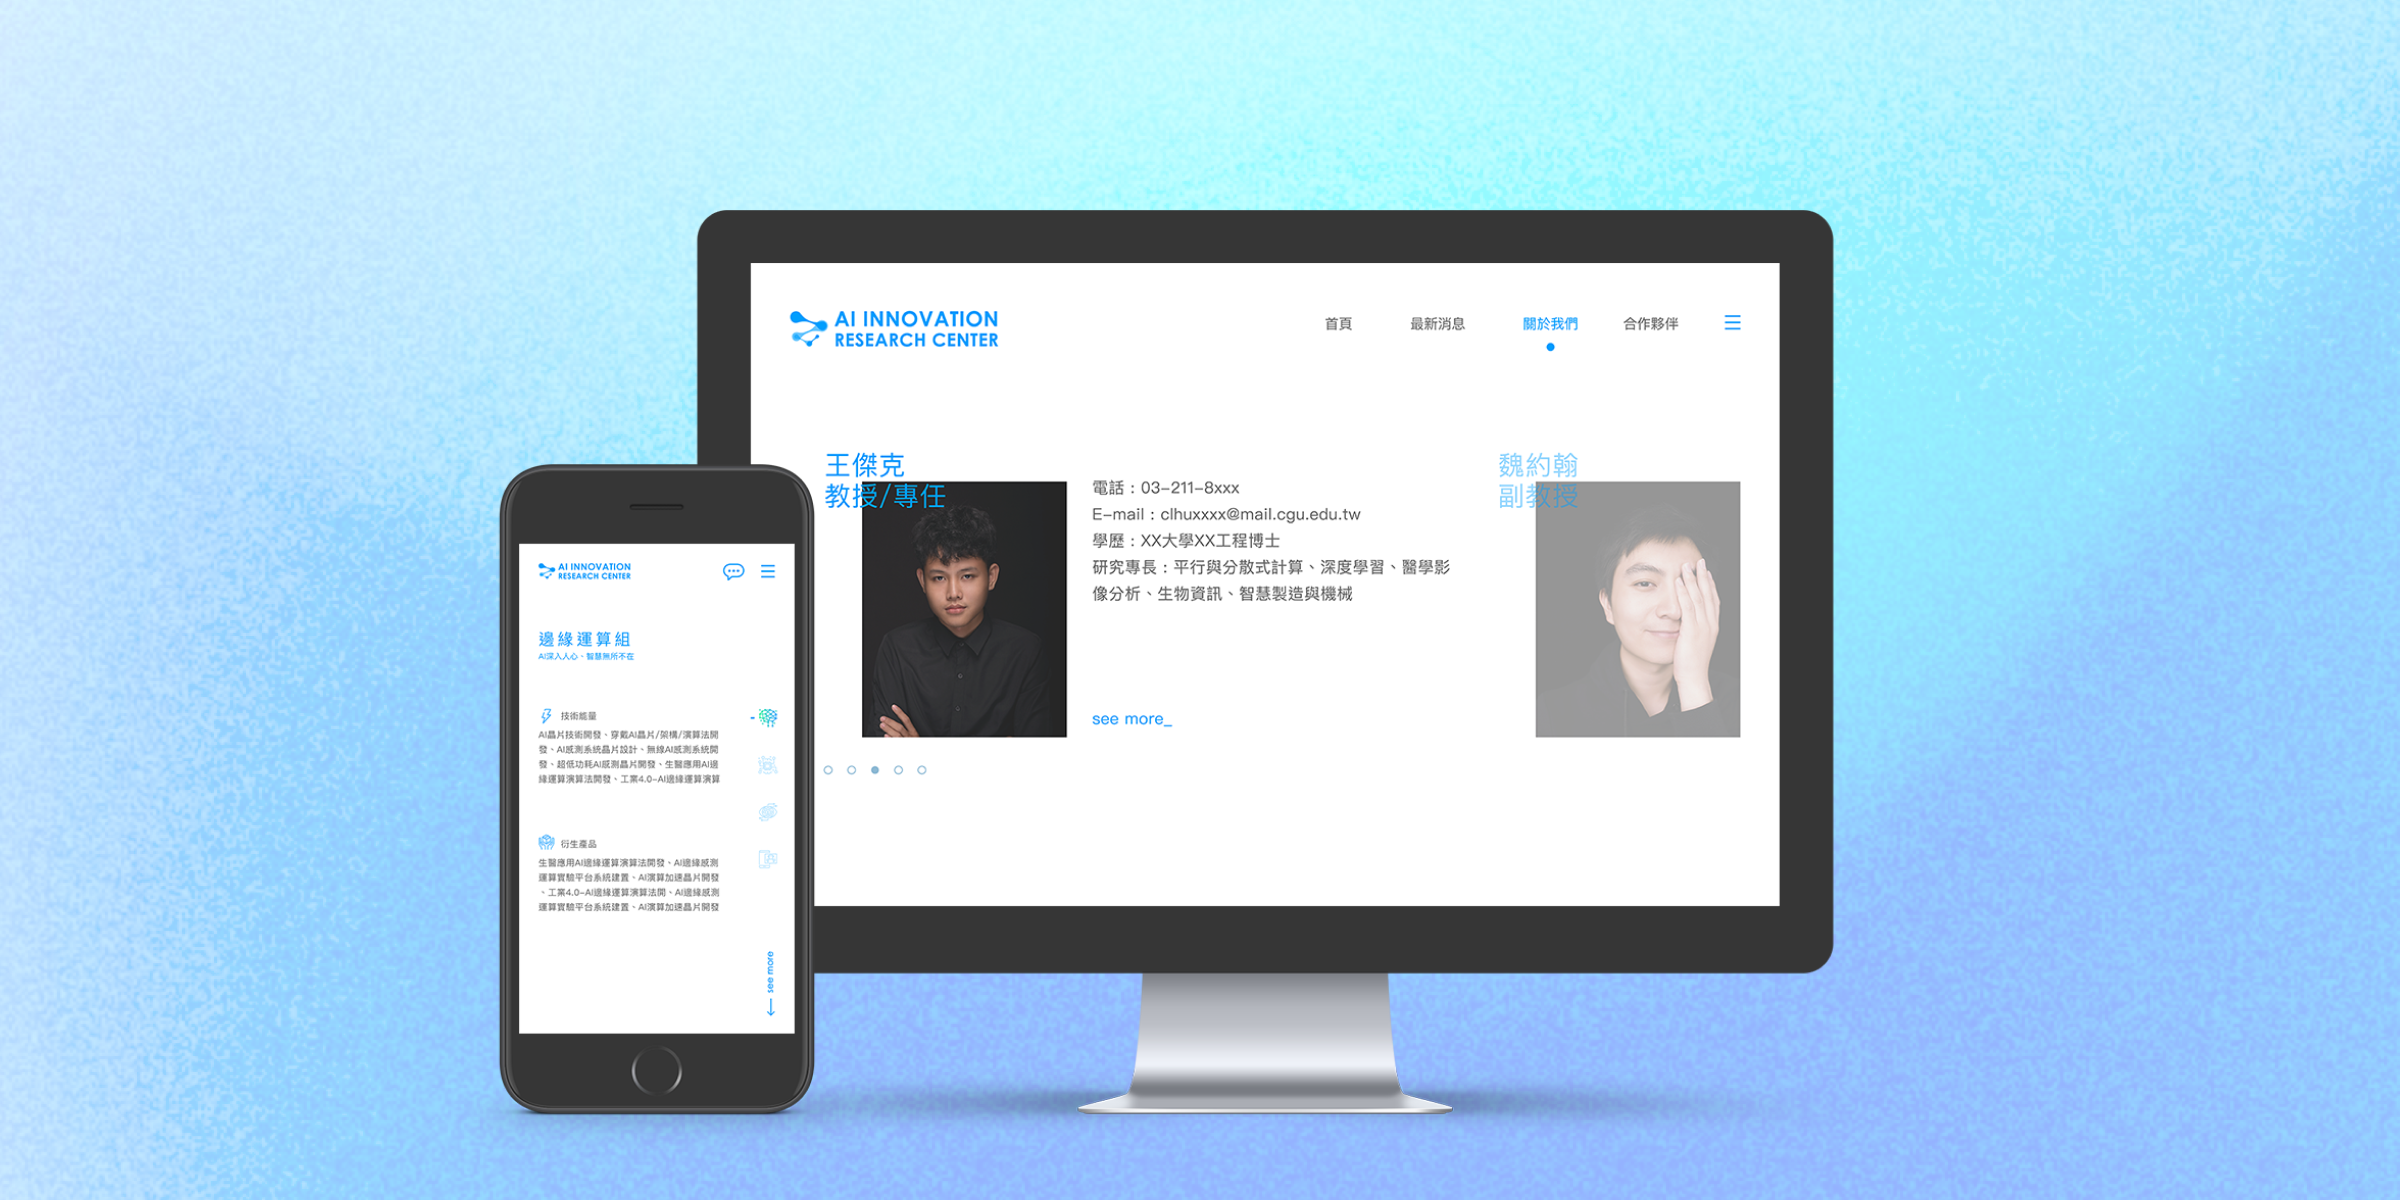 AI INNOVATION
RESEARCH CENTER
首頁
最新消息
關於我們
合作夥伴
王傑克
教授/專任
電話：03-211-8xxx
E-mail：clhuxxxx@mail.cgu.edu.tw
學歷：XX大學XX工程博士
研究專長：平行與分散式計算、深度學習、醫學影
像分析、生物資訊、智慧製造與機械
see more_
魏約翰
副教授
AI INNOVATION
RESEARCH CENTER
邊緣運算組
AI深入人心、智慧無所不在
技術能量
AI晶片技術開發、穿戴AI晶片/架構/演算法開
發、AI感測系統晶片設計、無線AI感測系統開
發、超低功耗AI感測晶片開發、生醫應用AI邊
緣運算演算法開發、工業4.0-AI邊緣運算演算
衍生產品
生醫應用AI邊緣運算演算法開發、AI邊緣感測
運算實驗平台系統建置、AI演算加速晶片開發
、工業4.0-AI邊緣運算演算法開、AI邊緣感測
運算實驗平台系統建置、AI演算加速晶片開發
see more